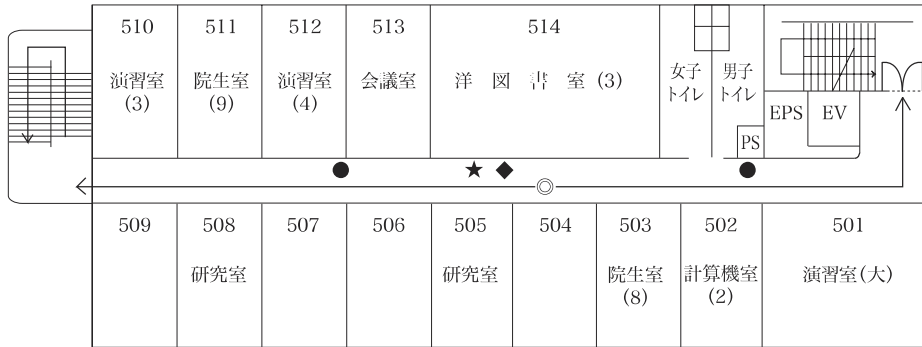 510
演習室
(3)
511
院生室
(9)
512
演習室
(4)
513
会議室
514
洋 図 書 室 (3)
女子
トイレ
男子
トイレ
PS
EPS
EV
509
508
研究室
507
506
505
研究室
504
503
院生室
(8)
502
計算機室
(2)
501
演習室(大)